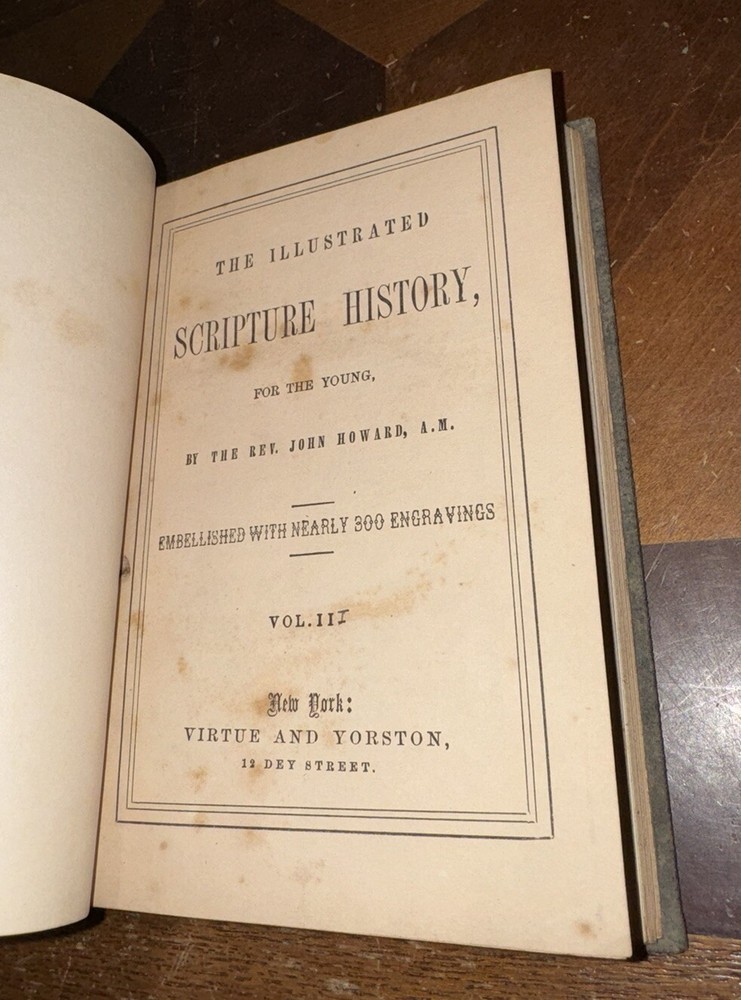 THE ILLUSTRATED
SCRIPTURE HISTORY,
FOR THE YOUNG,
BY THE REV. JOHN HOWARD, A.M.
EMBELLISHED WITH NEARLY 300 ENGRAVINGS
VOL. III
New York:
VIRTUE AND YORSTON,
12 DEY STREET.